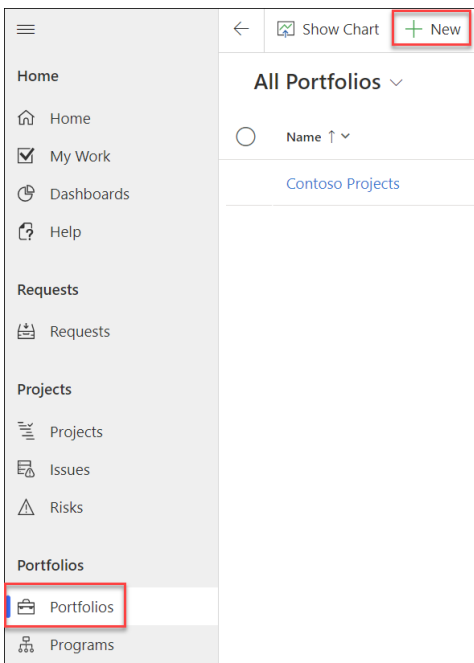 Home
Home
My Work
Dashboards
Help
Requests
Requests
Projects
Projects
Issues
Risks
Portfolios
Portfolios
Programs
Show Chart
New
All Portfolios
Name
Contoso Projects